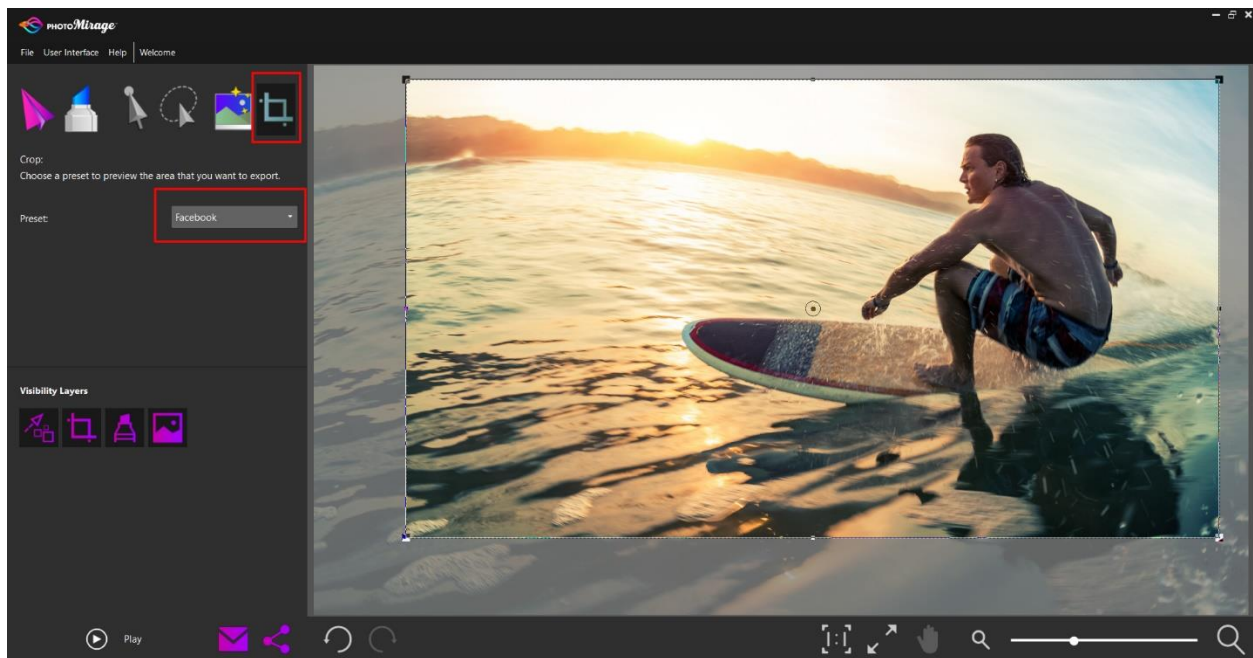 PHOTOMirage
File User Interface Help Welcome
Crop:
Choose a preset to preview the area that you want to export.
Preset: Facebook
Visibility Layers
Play
[1:1]